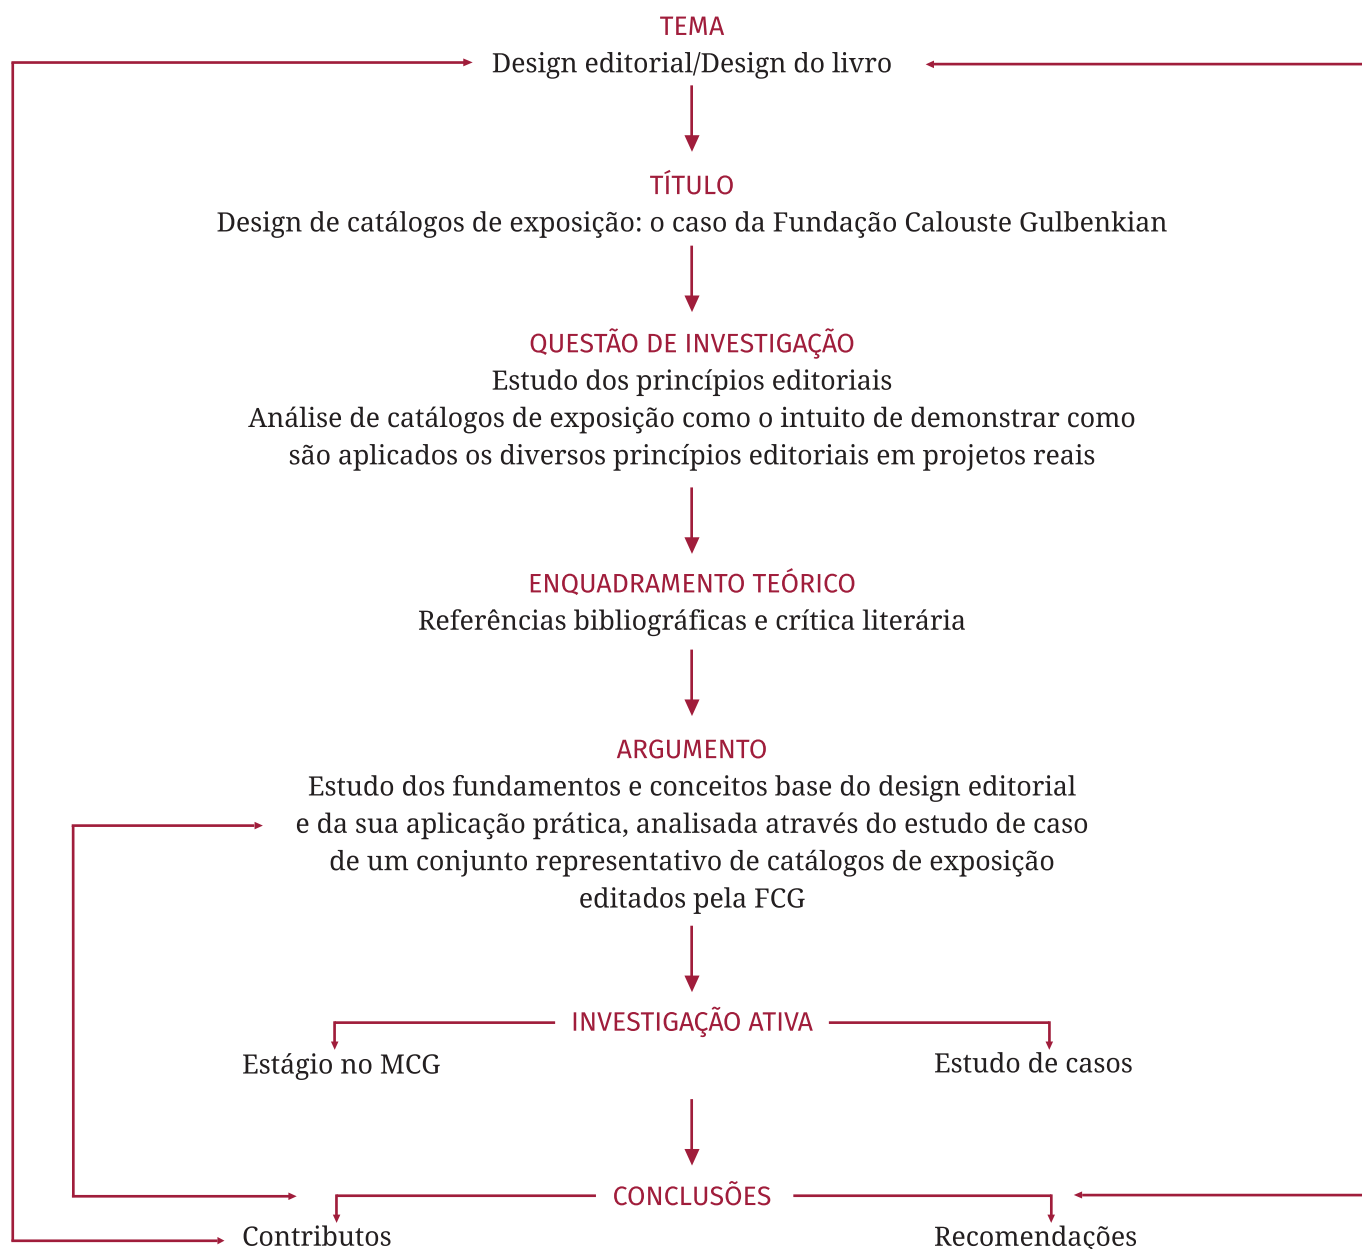 TEMA
Design editorial/Design do livro
TÍTULO
Design de catálogos de exposição: o caso da Fundação Calouste Gulbenkian
QUESTÃO DE INVESTIGAÇÃO
Estudo dos princípios editoriais
Análise de catálogos de exposição como o intuito de demonstrar como
são aplicados os diversos princípios editoriais em projetos reais
ENQUADRAMENTO TEÓRICO
Referências bibliográficas e crítica literária
ARGUMENTO
Estudo dos fundamentos e conceitos base do design editorial
e da sua aplicação prática, analisada através do estudo de caso
de um conjunto representativo de catálogos de exposição
editados pela FCG
INVESTIGAÇÃO ATIVA
Estágio no MCG
Estudo de casos
CONCLUSÕES
Contributos
Recomendações